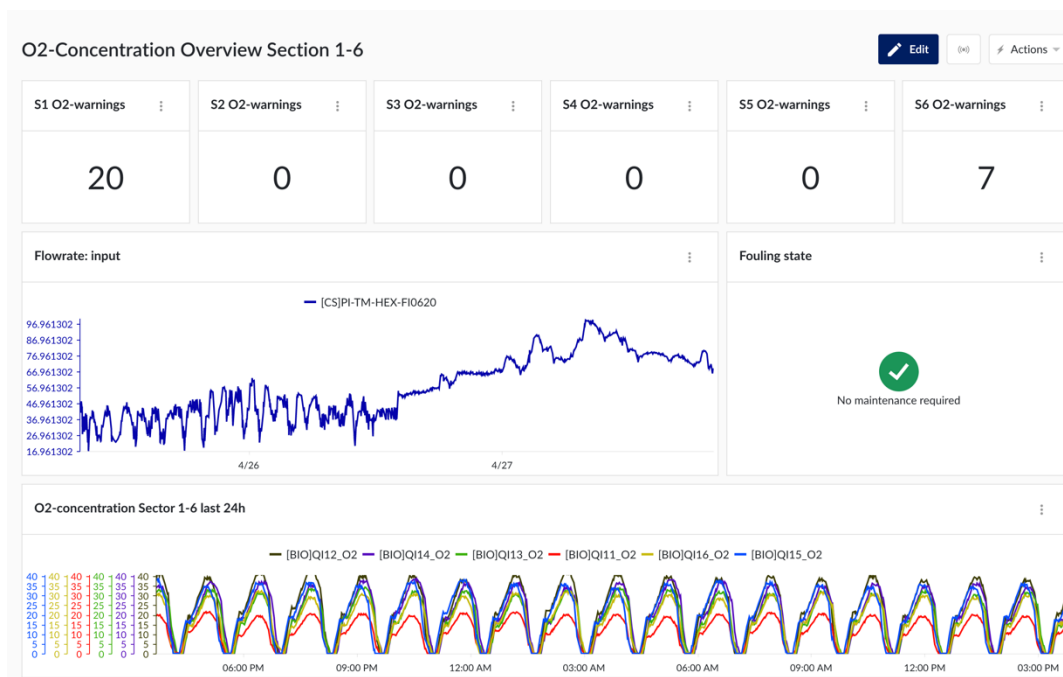 O2-Concentration Overview Section 1-6
Edit
Actions
S1 O2-warnings
S2 O2-warnings
S3 O2-warnings
S4 O2-warnings
S5 O2-warnings
S6 O2-warnings
20
0
0
0
0
7
Flowrate: input
Fouling state
[CS]PI-TM-HEX-FI0620
96.961302
86.961302
76.961302
66.961302
56.961302
46.961302
36.961302
26.961302
16.961302
4/26
4/27
No maintenance required
O2-concentration Sector 1-6 last 24h
[BIO]QI12_O2 [BIO]QI14_O2 [BIO]QI13_O2 [BIO]QI11_O2 [BIO]QI16_O2 [BIO]QI15_O2
40 40 40 40 40 40
35 35 35 35 35 35
30 30 30 30 30 30
25 25 25 25 25 25
20 20 20 20 20 20
15 15 15 15 15 15
10 10 10 10 10 10
5 5 5 5 5 5
0 0 0 0 0 0
06:00 PM 09:00 PM 12:00 AM 03:00 AM 06:00 AM 09:00 AM 12:00 PM 03:00 PM